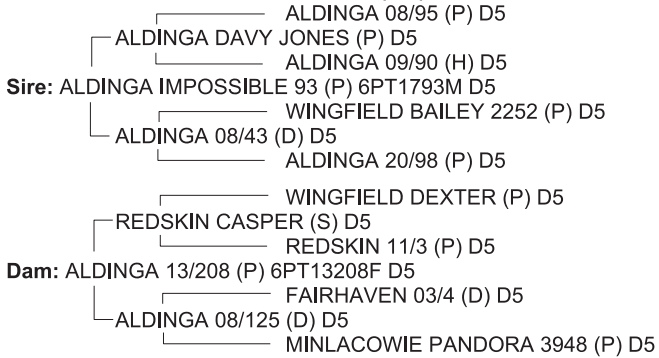 ALDINGA 08/95 (P) D5
ALDINGA DAVY JONES (P) D5
ALDINGA 09/90 (H) D5
Sire: ALDINGA IMPOSSIBLE 93 (P) 6PT1793M D5
WINGFIELD BAILEY 2252 (P) D5
ALDINGA 08/43 (D) D5
ALDINGA 20/98 (P) D5
WINGFIELD DEXTER (P) D5
REDSKIN CASPER (S) D5
REDSKIN 11/3 (P) D5
Dam: ALDINGA 13/208 (P) 6PT13208F D5
FAIRHAVEN 03/4 (D) D5
ALDINGA 08/125 (D) D5
MINLACOWIE PANDORA 3948 (P) D5